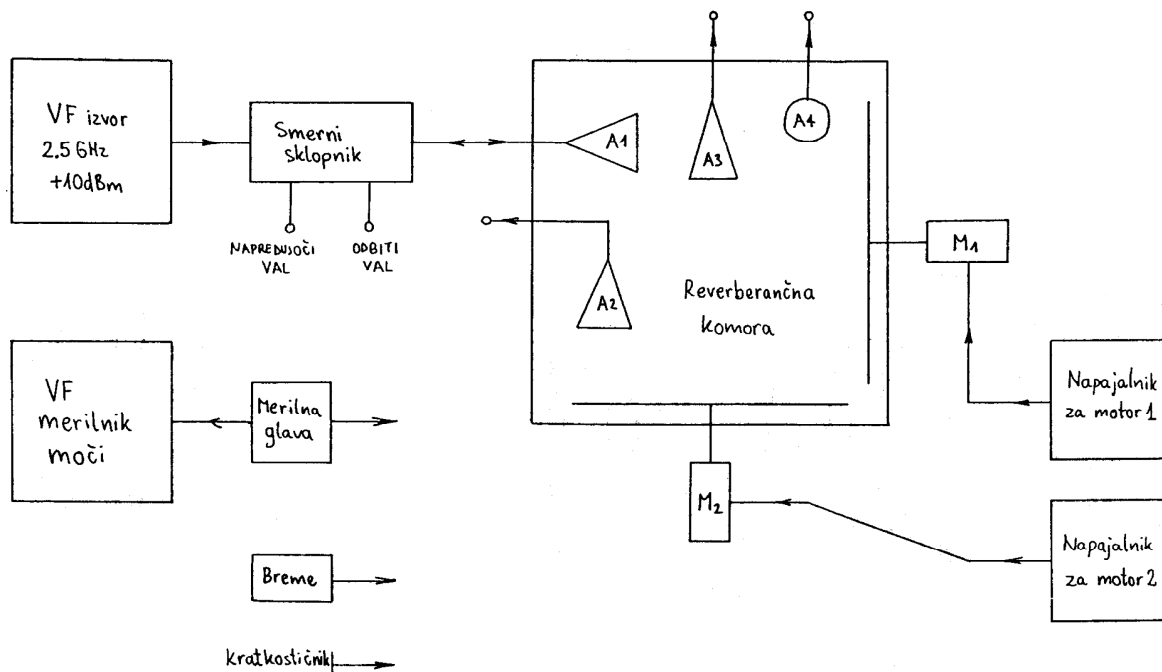 VF izvor
2.5 GHz
+10dBm
Smerni
sklopnik
NAPREDUJOČI
VAL
ODBITI
VAL
A1
A2
A3
A4
Reverberančna
komora
M1
M2
VF
merilnik
moči
Merilna
glava
Breme
Kratkostičnik
Napajalnik
za motor 1
Napajalnik
za motor 2